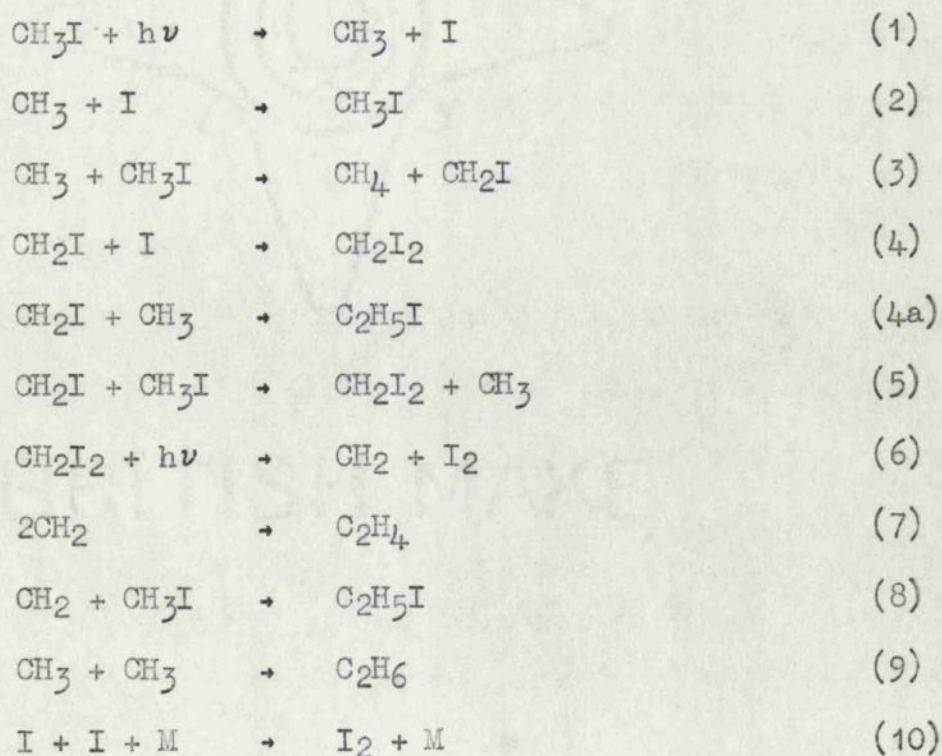 CH₃I + hν → CH₃ + I (1)
CH₃ + I → CH₃I (2)
CH₃ + CH₃I → CH₄ + CH₂I (3)
CH₂I + I → CH₂I₂ (4)
CH₂I + CH₃ → C₂H₅I (4a)
CH₂I + CH₃I → CH₂I₂ + CH₃ (5)
CH₂I₂ + hν → CH₂ + I₂ (6)
2CH₂ → C₂H₄ (7)
CH₂ + CH₃I → C₂H₅I (8)
CH₃ + CH₃ → C₂H₆ (9)
I + I + M → I₂ + M (10)